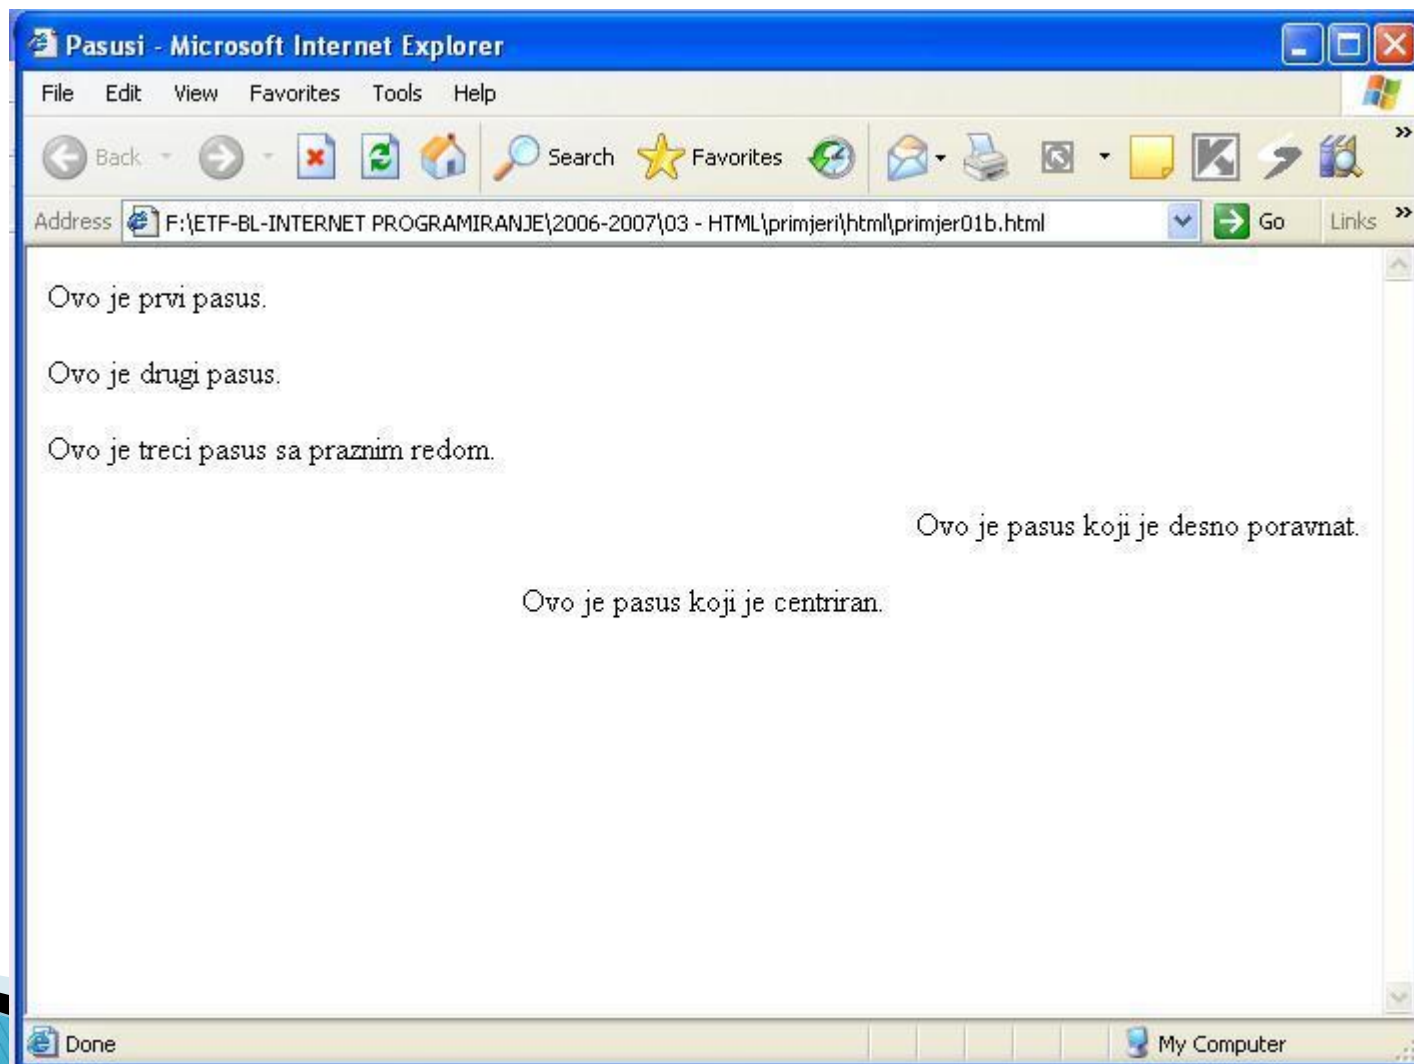 Pasusi - Microsoft Internet Explorer
File Edit View Favorites Tools Help
Back Search Favorites »
Address F:\ETF-BL-INTERNET PROGRAMIRANJE\2006-2007\03 - HTML\primjeri\html\primjer01b.html Go Links »
Ovo je prvi pasus.
Ovo je drugi pasus.
Ovo je treci pasus sa praznim redom.
Ovo je pasus koji je desno poravnat.
Ovo je pasus koji je centriran.
Done My Computer